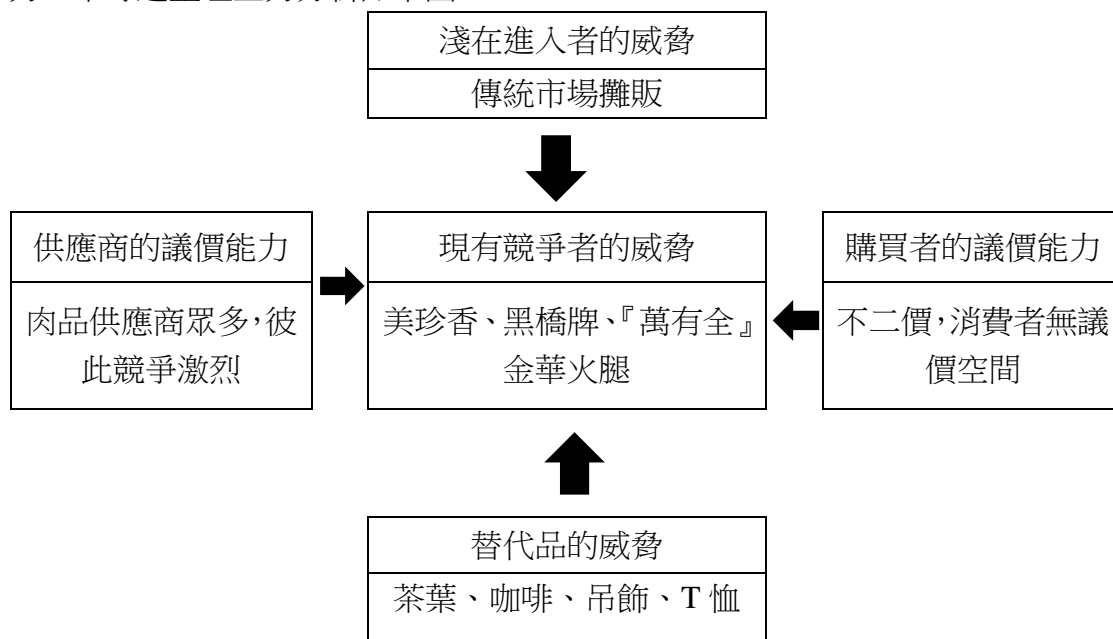 淺在進入者的威脅
傳統市場攤販
供應商的議價能力
肉品供應商眾多，彼
此競爭激烈
現有競爭者的威脅
美珍香、黑橋牌、『萬有全』
金華火腿
購買者的議價能力
不二價，消費者無議
價空間
替代品的威脅
茶葉、咖啡、吊飾、T 恤